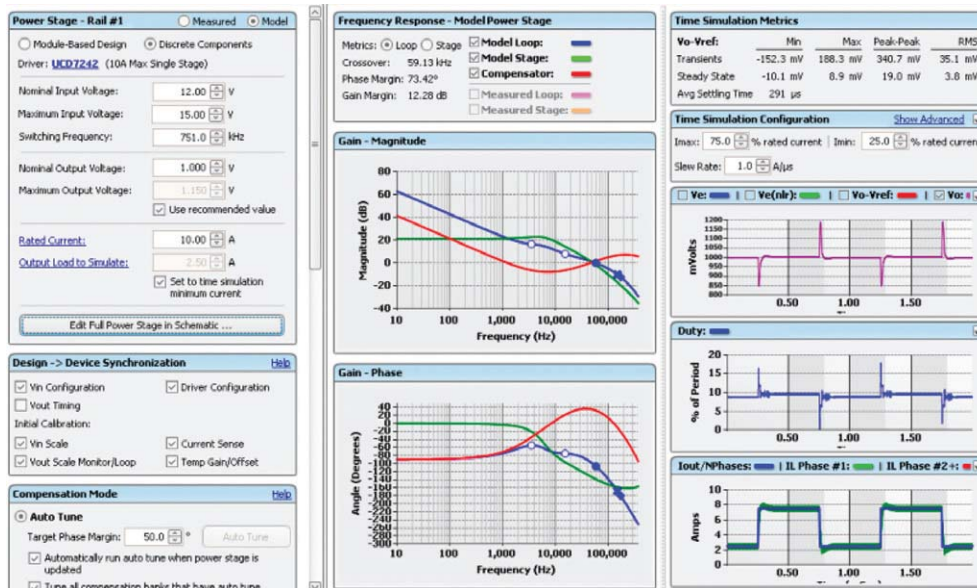 Power Stage - Rail #1 Measured Model
Module-Based Design Discrete Components
Driver: UCD7242 (10A Max Single Stage)
Nominal Input Voltage: 12.00 V
Maximum Input Voltage: 15.00 V
Switching Frequency: 751.0 kHz
Nominal Output Voltage: 1.000 V
Maximum Output Voltage: 1.150 V
Use recommended value
Rated Current: 10.00 A
Output Load to Simulate: 2.50 A
Set to time simulation
minimum current
Edit Full Power Stage in Schematic ...
Design -> Device Synchronization Help
Vin Configuration Driver Configuration
Vout Timing
Initial Calibration:
Vin Scale Current Sense
Vout Scale Monitor/Loop Temp Gain/Offset
Compensation Mode Help
Auto Tune
Target Phase Margin: 50.0 ° Auto Tune
Automatically run auto tune when power stage is
updated
Tune all compensation banks that have auto tune
Frequency Response - Model Power Stage
Metrics: Loop Stage Model Loop:
Crossover: 59.13 kHz Model Stage:
Phase Margin: 73.42° Compensator:
Gain Margin: 12.28 dB Measured Loop:
Measured Stage:
Gain - Magnitude
Magnitude (dB)
80
60
40
20
0
-20
-40
10 100 1,000 10,000 100,000
Frequency (Hz)
Gain - Phase
Angle (Degrees)
40
20
0
-20
-40
-60
-80
-100
-120
-140
-160
-180
-200
-220
-240
-260
-280
-300
10 100 1,000 10,000 100,000
Frequency (Hz)
Time Simulation Metrics
Vo-Vref: Min Max Peak-Peak RMS
Transients -152.3 mV 188.3 mV 340.7 mV 35.1 mV
Steady State -10.1 mV 8.9 mV 19.0 mV 3.8 mV
Avg Settling Time 291 µs
Time Simulation Configuration Show Advanced
Imax: 75.0 % rated current | Imin: 25.0 % rated current
Slew Rate: 1.0 A/µs
Ve: | Ve(nlr): | Vo-Vref: | Vo:
mVolts
1200
1150
1100
1050
1000
950
900
850
800
0.50 1.00 1.50
Duty:
% of Period
20
15
10
5
0
0.50 1.00 1.50
Iout/NPhases: | IL Phase #1: | IL Phase #2+:
Amps
10
8
6
4
2
0
0.50 1.00 1.50